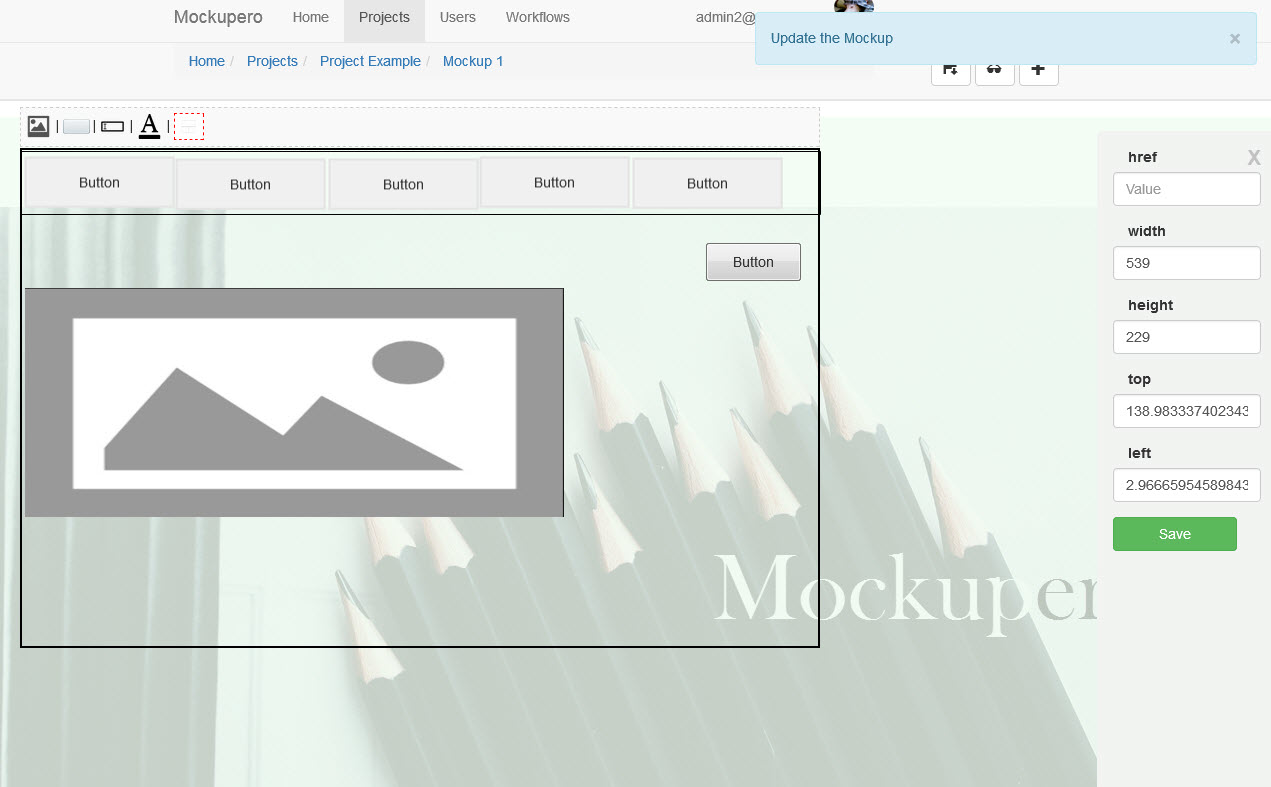 Mockupero Home Projects Users Workflows admin2@
Update the Mockup ×
Home / Projects / Project Example / Mockup 1
A
href X
Value
Button Button Button Button Button
width
539
Button
height
229
top
138.983337402343
left
2.96665954589843
Save
Mockuper